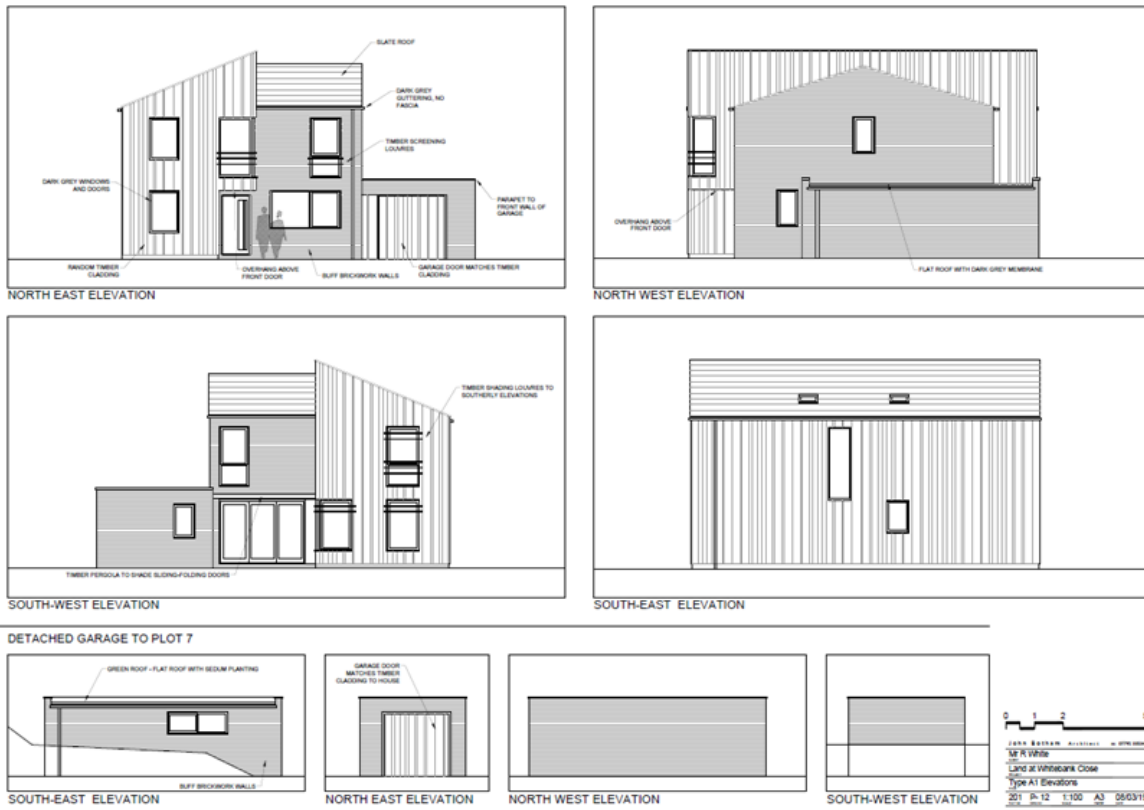 SLATE ROOF
DARK GREY
GUTTERING, NO
FASCIA
TIMBER SCREENING
LOUVRES
DARK GREY WINDOWS
AND DOORS
PARAPET TO
FRONT WALL OF
GARAGE
RANDOM TIMBER
CLADDING
OVERHANG ABOVE
FRONT DOOR
BUFF BRICKWORK WALLS
GARAGE DOOR MATCHES TIMBER
CLADDING
NORTH EAST ELEVATION
OVERHANG ABOVE
FRONT DOOR
FLAT ROOF WITH DARK GREY MEMBRANE
NORTH WEST ELEVATION
TIMBER SHADING LOUVRES TO
SOUTHERLY ELEVATIONS
TIMBER PERGOLA TO SHADE SLIDING-FOLDING DOORS
SOUTH-WEST ELEVATION
SOUTH-EAST ELEVATION
DETACHED GARAGE TO PLOT 7
GREEN ROOF - FLAT ROOF WITH SEDUM PLANTING
BUFF BRICKWORK WALLS
SOUTH-EAST ELEVATION
GARAGE DOOR
MATCHES TIMBER
CLADDING TO HOUSE
NORTH EAST ELEVATION
NORTH WEST ELEVATION
SOUTH-WEST ELEVATION
0 1 2
John Botham Architect
Mr R White
Land at Whitebank Close
Type A1 Elevations
201 P-12 1:100 A3